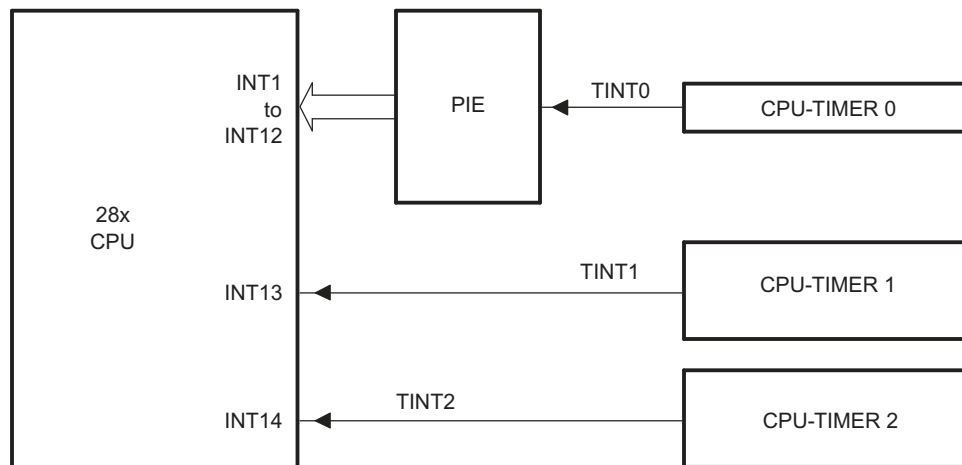 INT1
to
INT12
PIE
TINT0
CPU-TIMER 0
28x
CPU
TINT1
CPU-TIMER 1
INT13
TINT2
CPU-TIMER 2
INT14